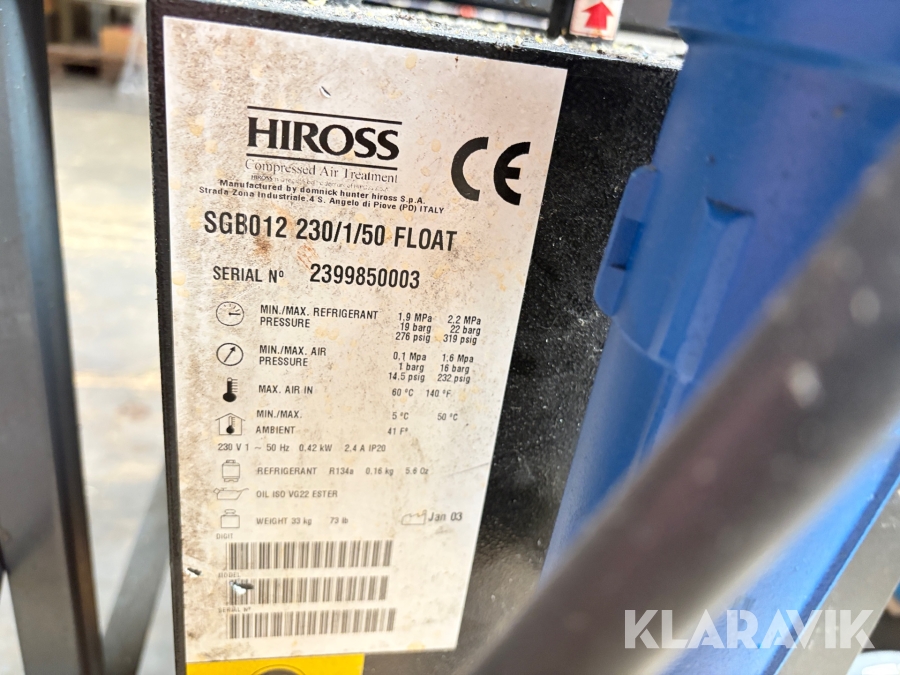 HIROSS
Compressed Air Treatment
Manufactured by domnick hunter hiross S.p.A.
Strada Zona Industriale.4 S. Angelo di Piove (PD) ITALY
CE
SGB012 230/1/50 FLOAT
SERIAL Nº 2399850003
MIN./MAX. REFRIGERANT PRESSURE 1.9 MPa 2.2 MPa
19 barg 22 barg
276 psig 319 psig
MIN./MAX. AIR PRESSURE 0.1 Mpa 1.6 Mpa
1 barg 16 barg
14.5 psig 232 psig
MAX. AIR IN 60 °C 140 °F
MIN./MAX. AMBIENT 5 °C 50 °C
41 F°
230 V 1 ~ 50 Hz 0,42 kW 2.4 A IP20
REFRIGERANT R134a 0.16 kg 5.6 Oz
OIL ISO VG22 ESTER
WEIGHT 33 kg 73 lb Jan 03
DIGIT
MODEL
SERIAL Nº
KLARAVIK